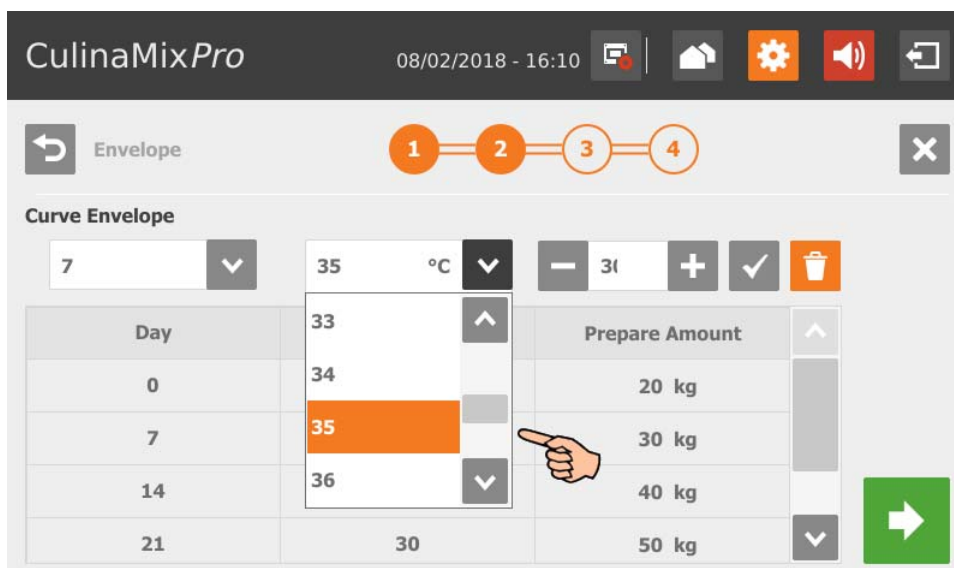 CulinaMixPro 08/02/2018 - 16:10
Envelope 1 2 3 4
Curve Envelope
7 35 °C 30
Day Prepare Amount
33
34
35
36
0 20 kg
7 30 kg
14 40 kg
21 30 50 kg